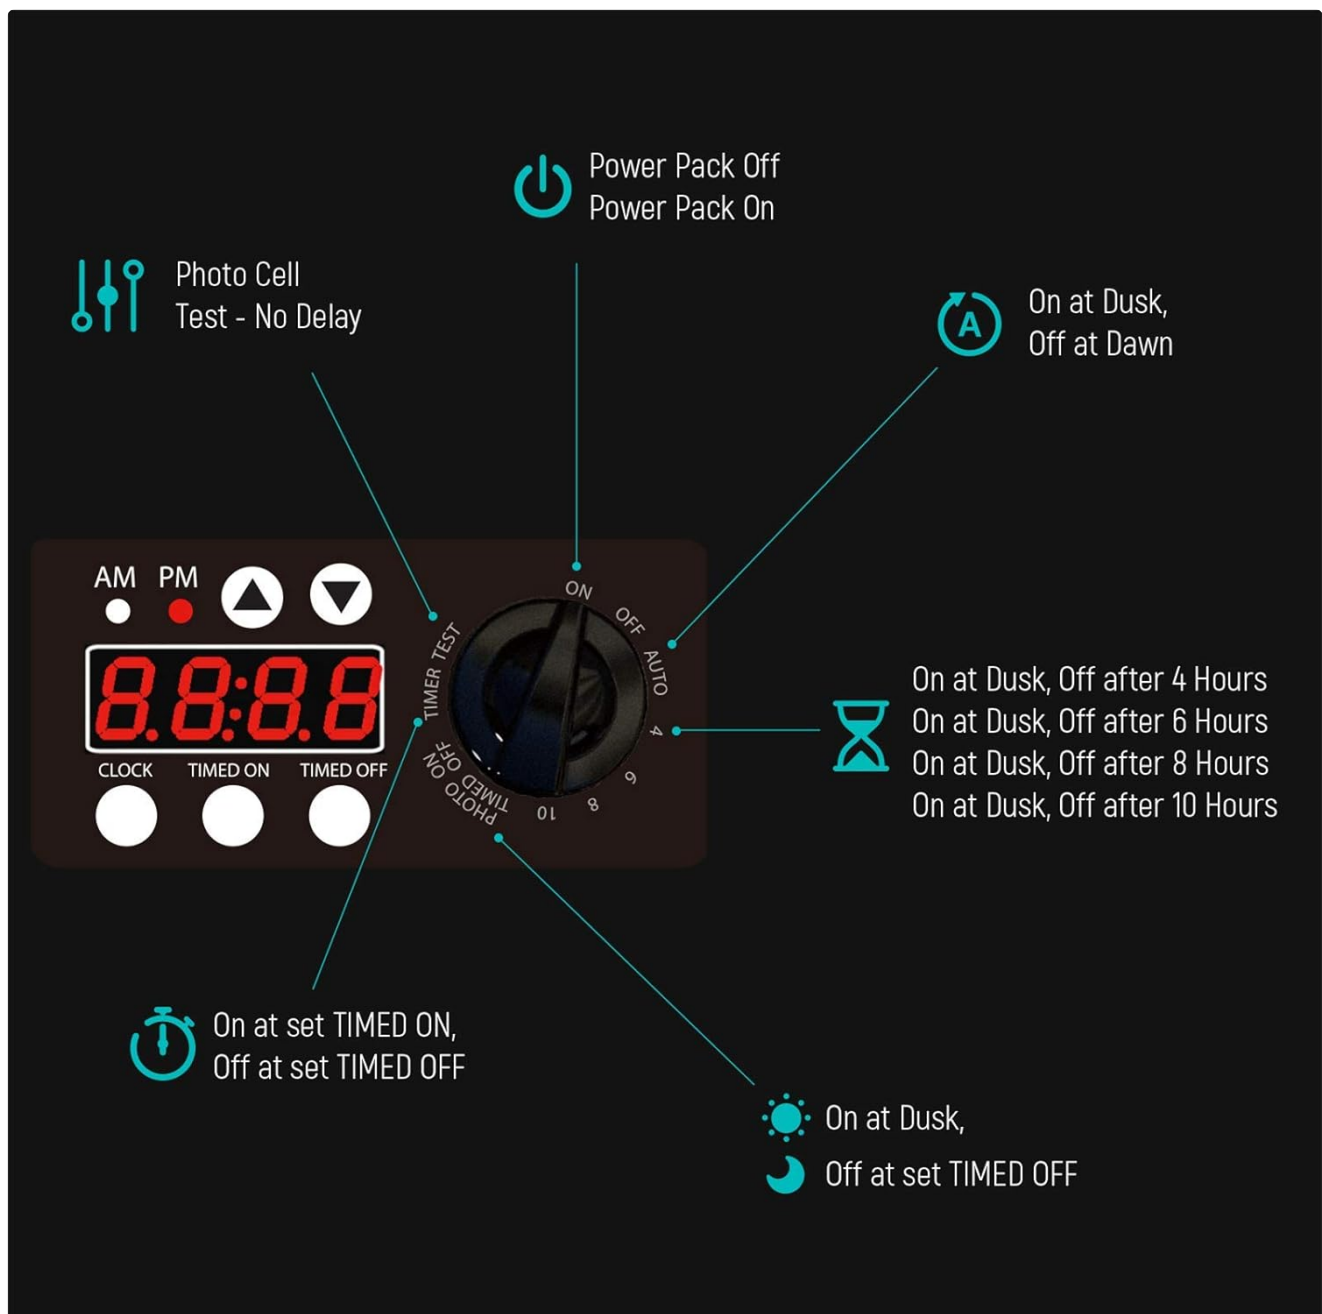 Power Pack Off
Power Pack On
Photo Cell
Test - No Delay
A
On at Dusk,
Off at Dawn
AM PM
8.8:8.8
CLOCK TIMED ON TIMED OFF
ON
OFF
AUTO
4
6
8
10
PHOTO ON
TIMED OFF
TIMER
TEST
On at Dusk, Off after 4 Hours
On at Dusk, Off after 6 Hours
On at Dusk, Off after 8 Hours
On at Dusk, Off after 10 Hours
On at set TIMED ON,
Off at set TIMED OFF
On at Dusk,
Off at set TIMED OFF